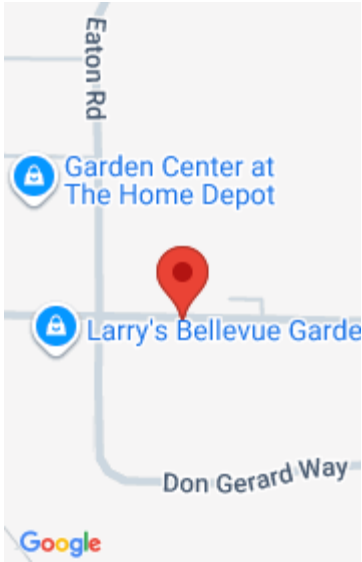 Eaton Rd
Garden Center at
The Home Depot
Larry's Bellevue Garde
Don Gerard Way
Google